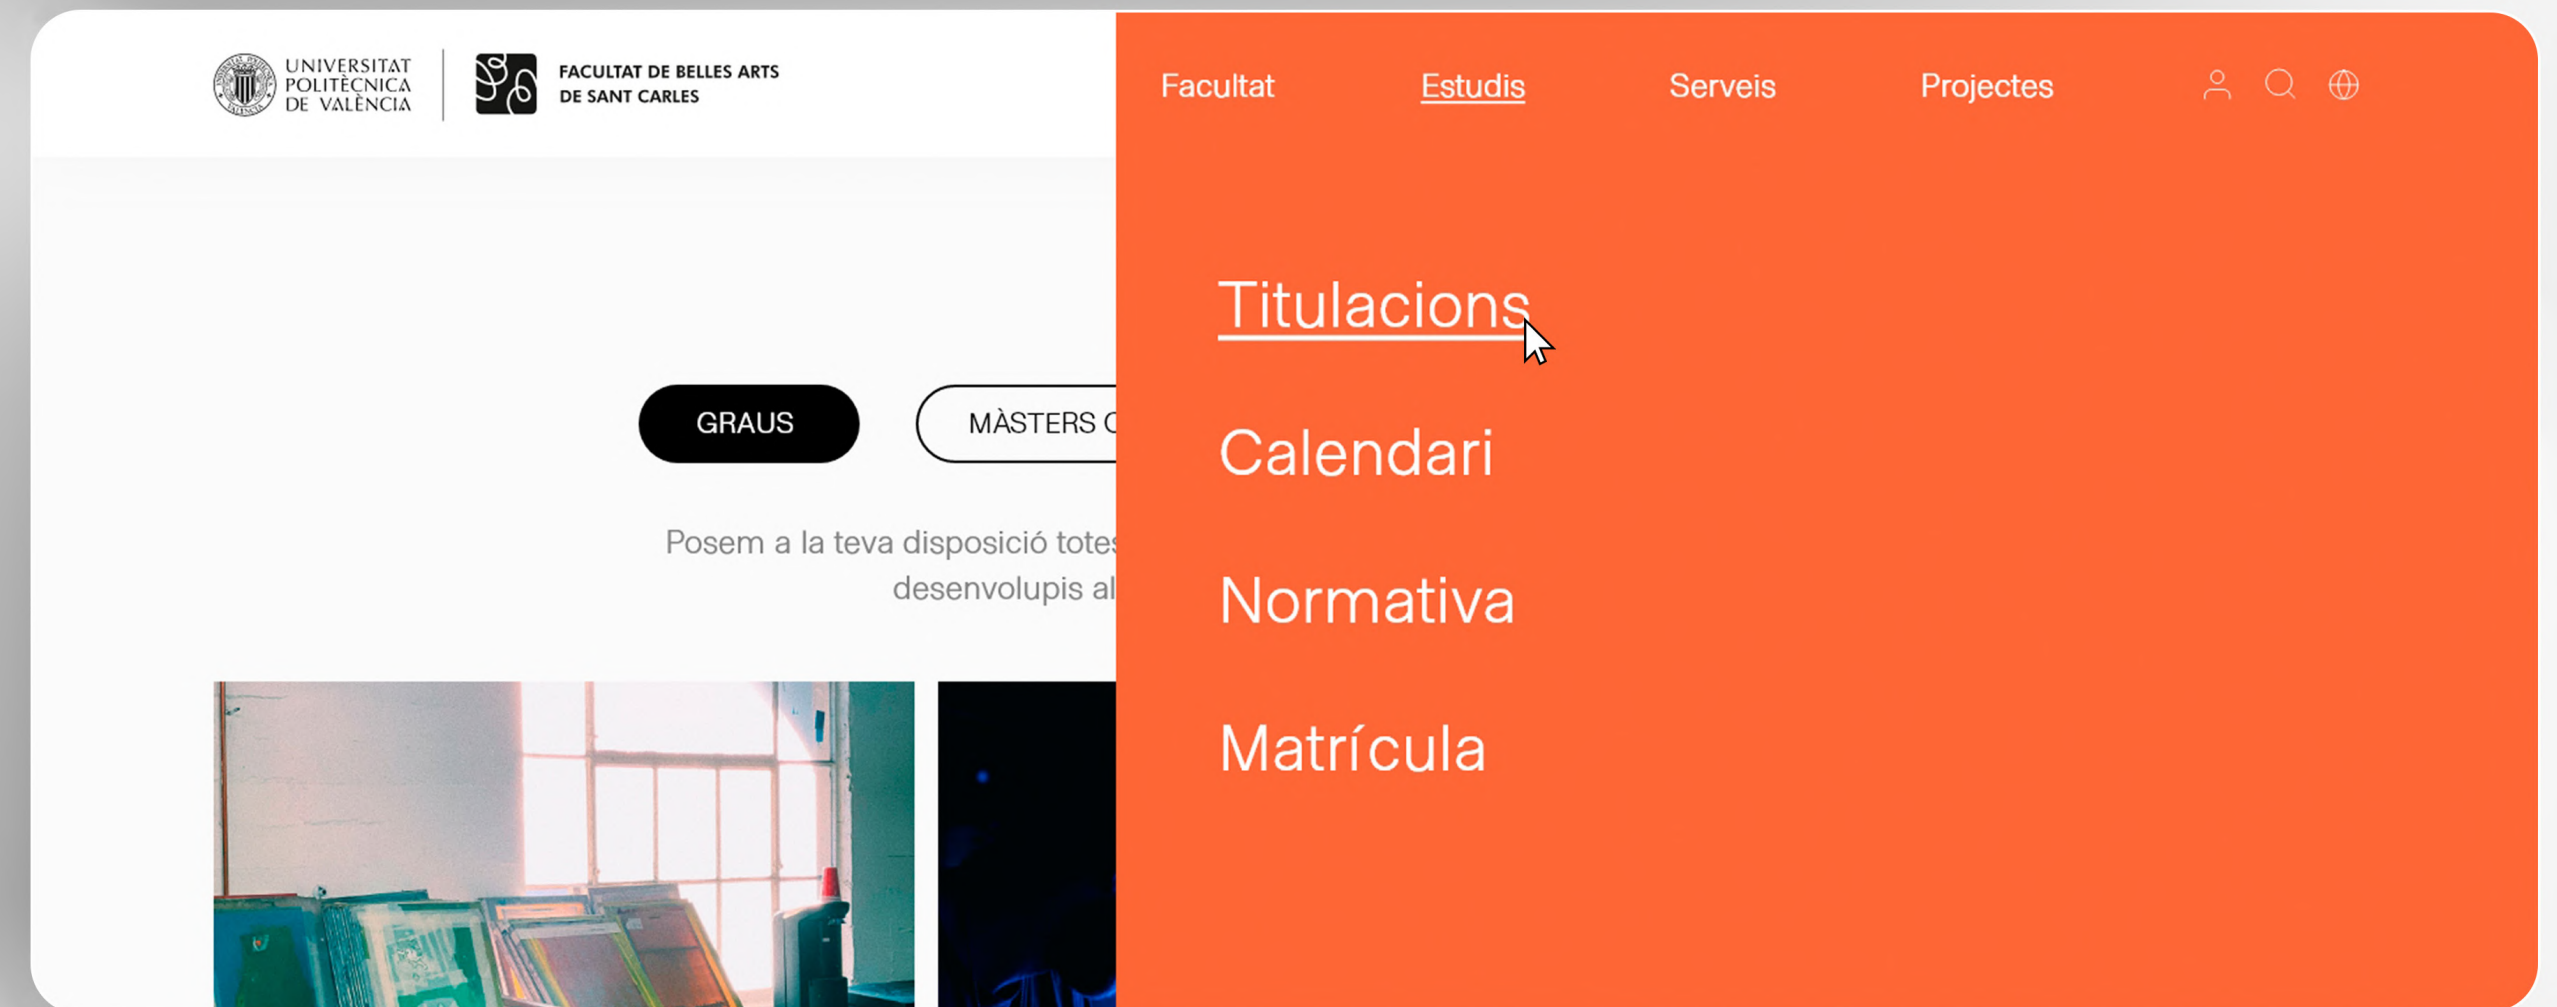 UNIVERSITAT
POLITÈCNICA
DE VALÈNCIA
FACULTAT DE BELLES ARTS
DE SANT CARLES
Facultat
Estudis
Serveis
Projectes
Titulacions
Calendari
Normativa
Matrícula
GRAUS
MÀSTERS
Posem a la teva disposició totes
desenvolupis al